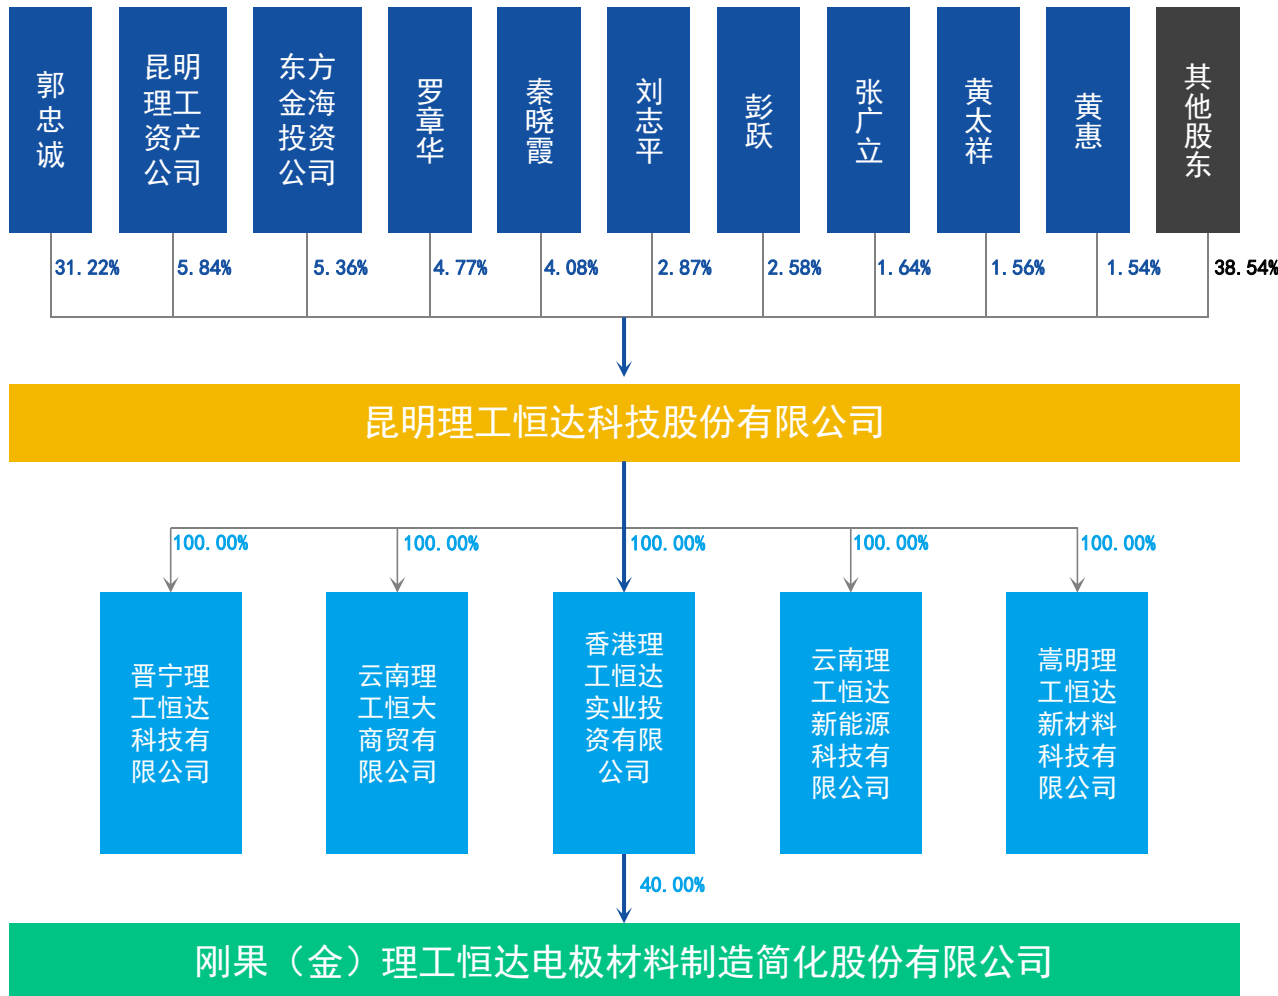 郭
忠
诚
昆明
理工
资产
公司
东方
金海
投资
公司
罗
章
华
秦
晓
霞
刘
志
平
彭
跃
张
广
立
黄
太
祥
黄
惠
其
他
股
东
31.22%
5.84%
5.36%
4.77%
4.08%
2.87%
2.58%
1.64%
1.56%
1.54%
38.54%
昆明理工恒达科技股份有限公司
100.00%
100.00%
100.00%
100.00%
100.00%
晋宁理
工恒达
科技有
限公司
云南理
工恒大
商贸有
限公司
香港理
工恒达
实业投
资有限
公司
云南理
工恒达
新能源
科技有
限公司
嵩明理
工恒达
新材料
科技有
限公司
40.00%
刚果（金）理工恒达电极材料制造简化股份有限公司